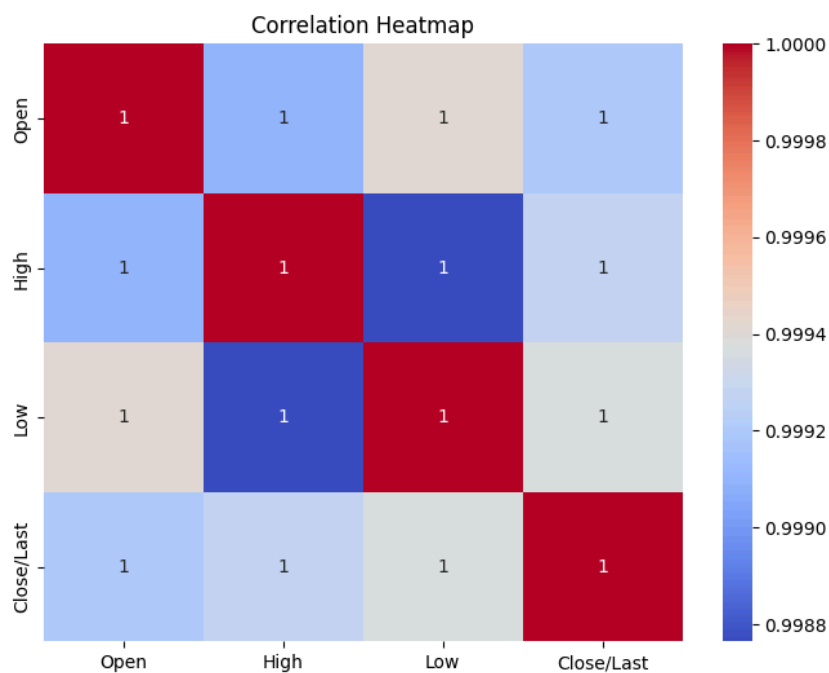 Correlation Heatmap
Open 1 1 1 1
High 1 1 1 1
Low 1 1 1 1
Close/Last 1 1 1 1
Open High Low Close/Last
1.0000
0.9998
0.9996
0.9994
0.9992
0.9990
0.9988